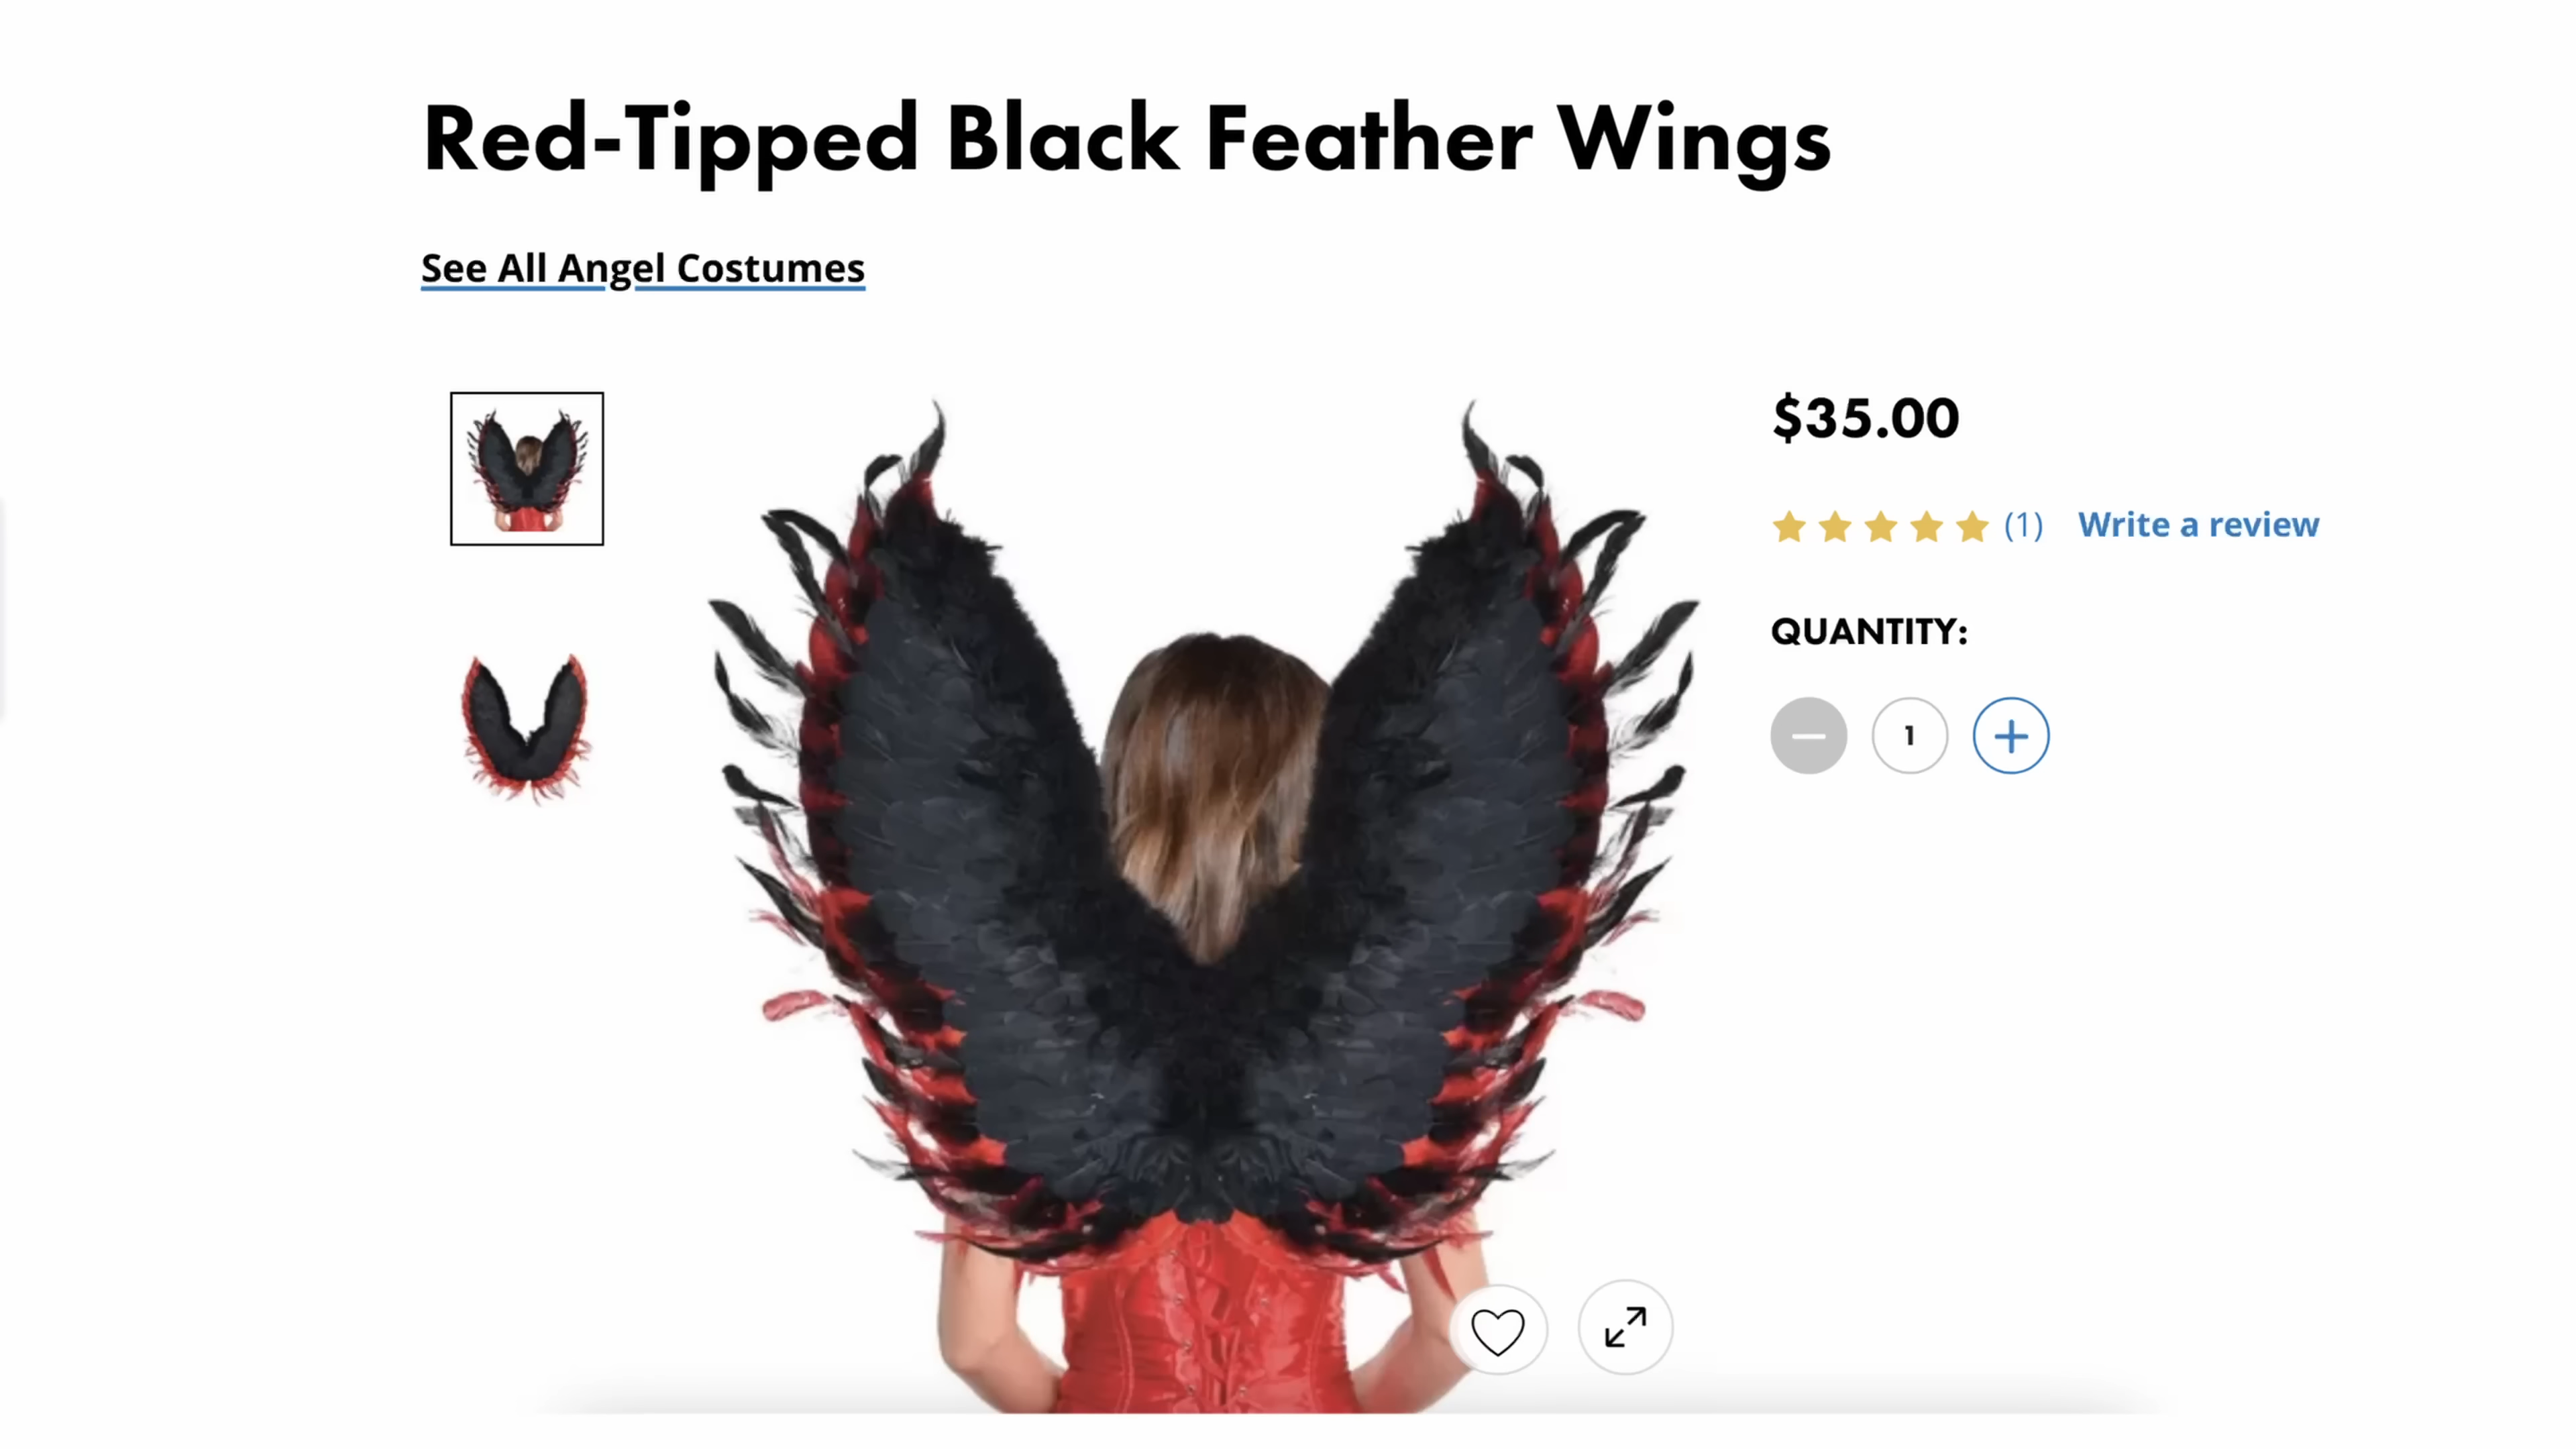 Red-Tipped Black Feather Wings
See All Angel Costumes
$35.00
(1) Write a review
QUANTITY:
1